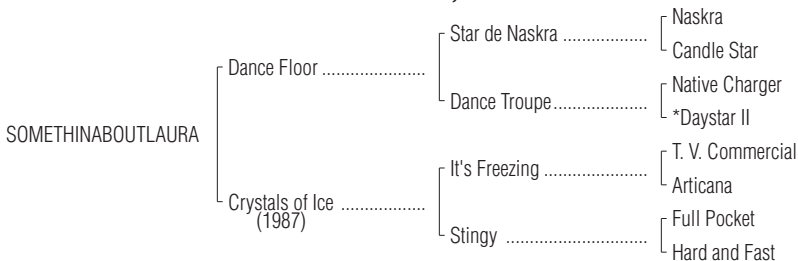 Naskra
Star de Naskra ..................
Candle Star
Dance Floor ......................
Native Charger
Dance Troupe....................
*Daystar II
SOMETHINABOUTLAURA
T. V. Commercial
It's Freezing ......................
Articana
Crystals of Ice ..................
(1987)
Full Pocket
Stingy ..............................
Hard and Fast